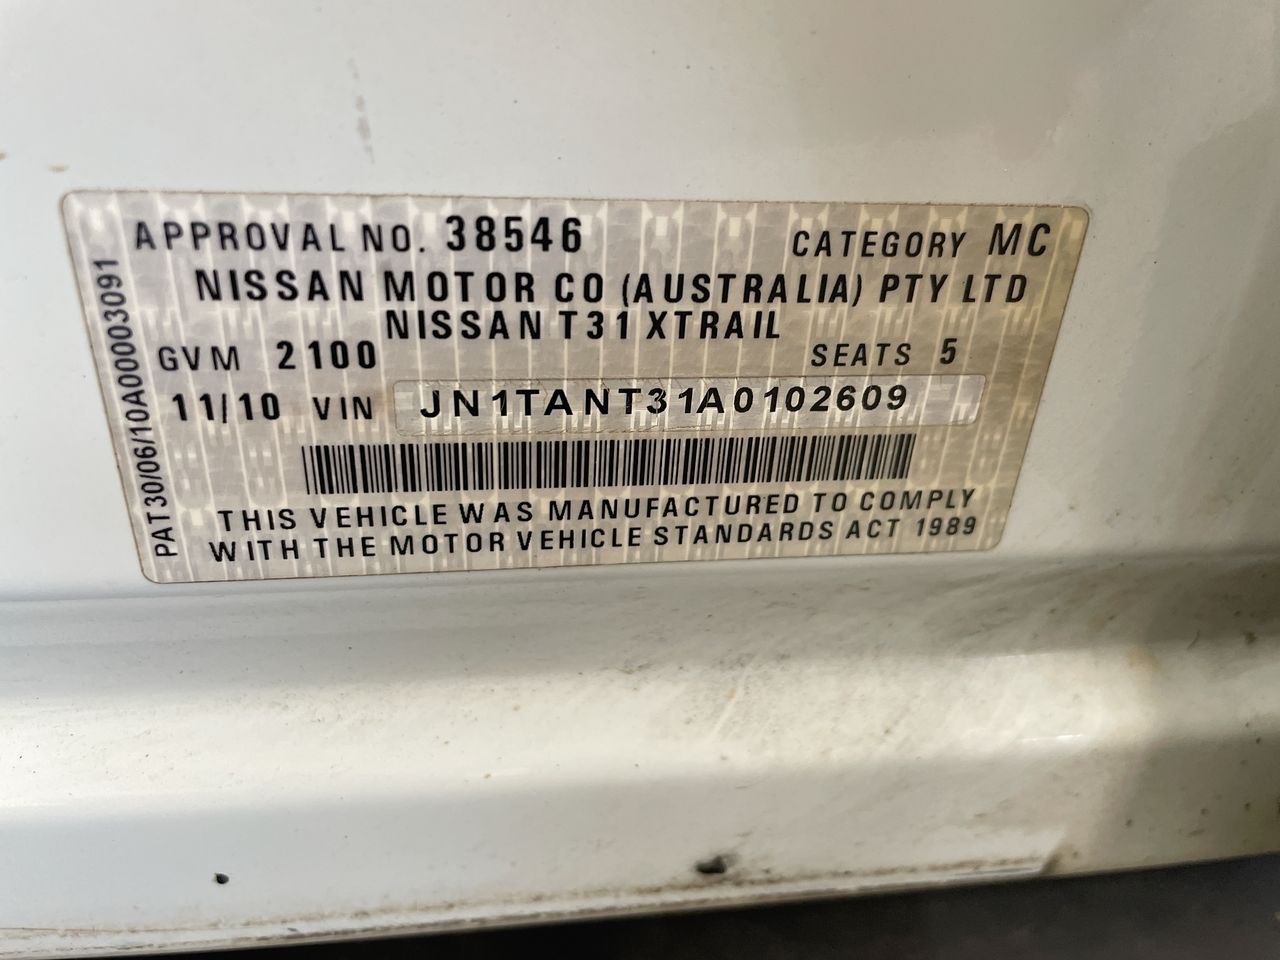 APPROVAL NO. 38546 CATEGORY MC
NISSAN MOTOR CO (AUSTRALIA) PTY LTD
NISSAN T31 XTRAIL
GVM 2100 SEATS 5
11/10 VIN JN1TANT31A0102609
THIS VEHICLE WAS MANUFACTURED TO COMPLY
WITH THE MOTOR VEHICLE STANDARDS ACT 1989
PAT30/06/10A00003091